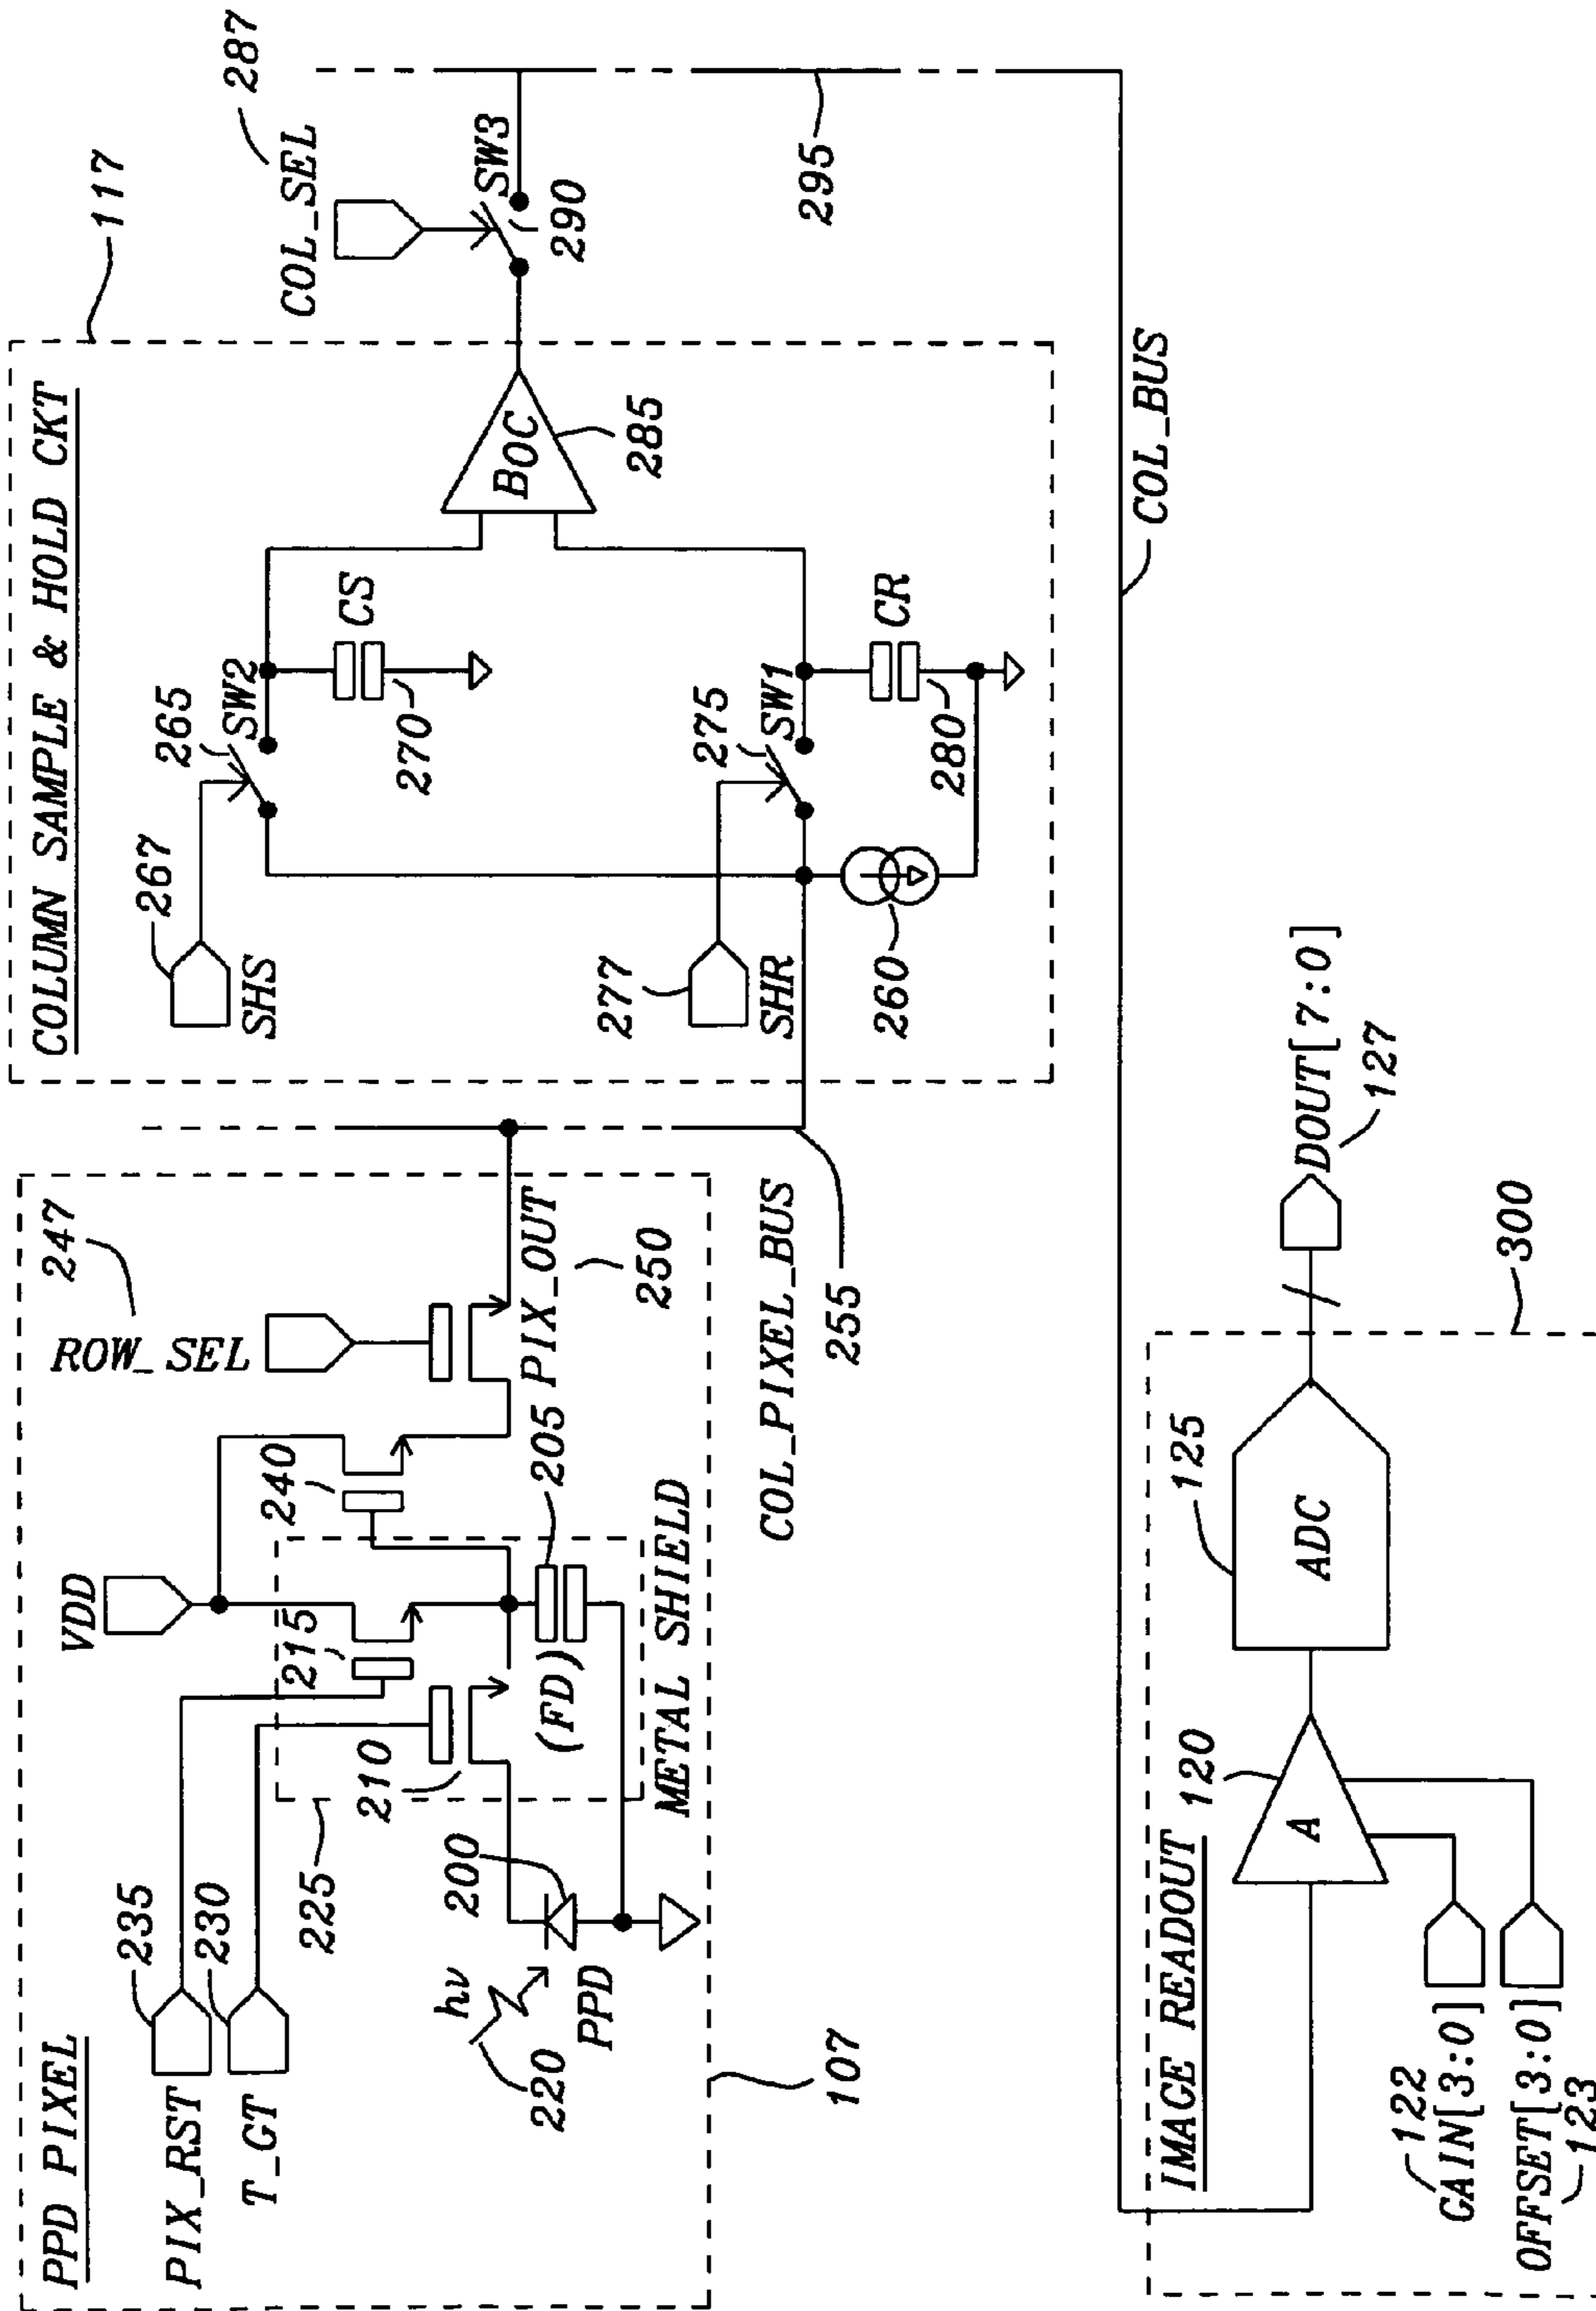 PPD PIXEL
235
PIX_RST
230
T_GT
225
hν
220
200
PPD
107
VDD
215
210
(FD)
205
METAL SHIELD
240
247
ROW_SEL
PIX_OUT
250
COL_PIXEL_BUS
255
COLUMN SAMPLE & HOLD CKT
117
267
SHS
265
SW2
CS
270
277
SHR
275
SW1
CR
280
260
BOC
285
COL_SEL
287
SW3
290
295
COL_BUS
IMAGE READOUT
120
A
122
GAIN[3:0]
OFFSET[3:0]
123
125
ADC
DOUT[7:0]
127
300